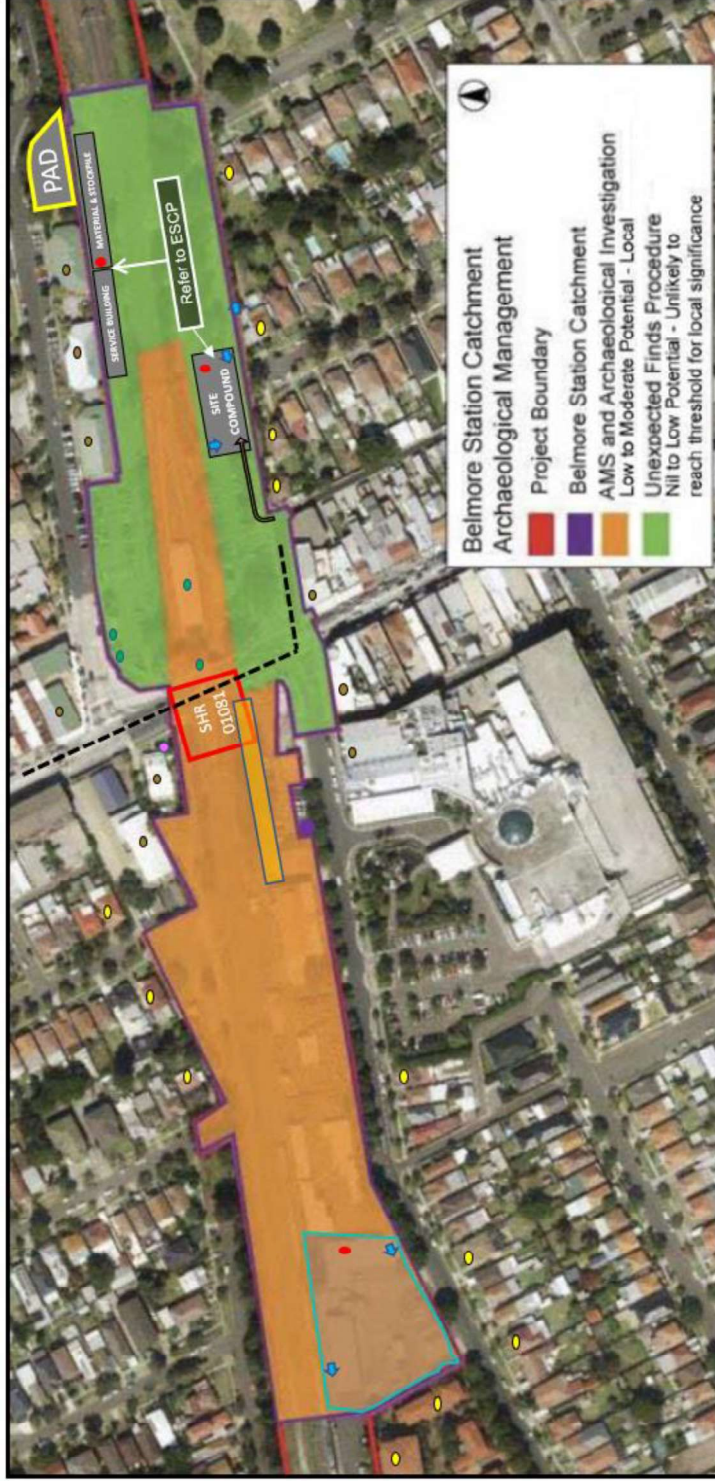 PAD
MATERIAL & STOCKPILE
SERVICE BUILDING
Refer to ESCP
SITE
COMPOUND
SHR
01081
Belmore Station Catchment
Archaeological Management
Project Boundary
Belmore Station Catchment
AMS and Archaeological Investigation
Low to Moderate Potential - Local
Unexpected Finds Procedure
Nil to Low Potential - Unlikely to
reach threshold for local significance